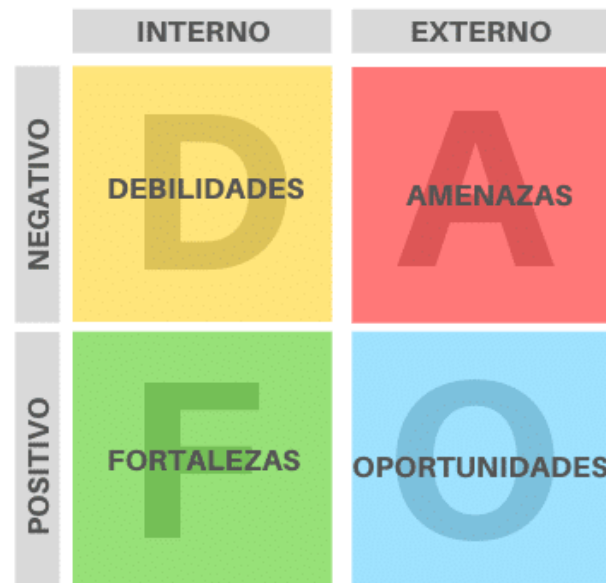 INTERNO
EXTERNO
NEGATIVO
D
DEBILIDADES
A
AMENAZAS
POSITIVO
F
FORTALEZAS
O
OPORTUNIDADES